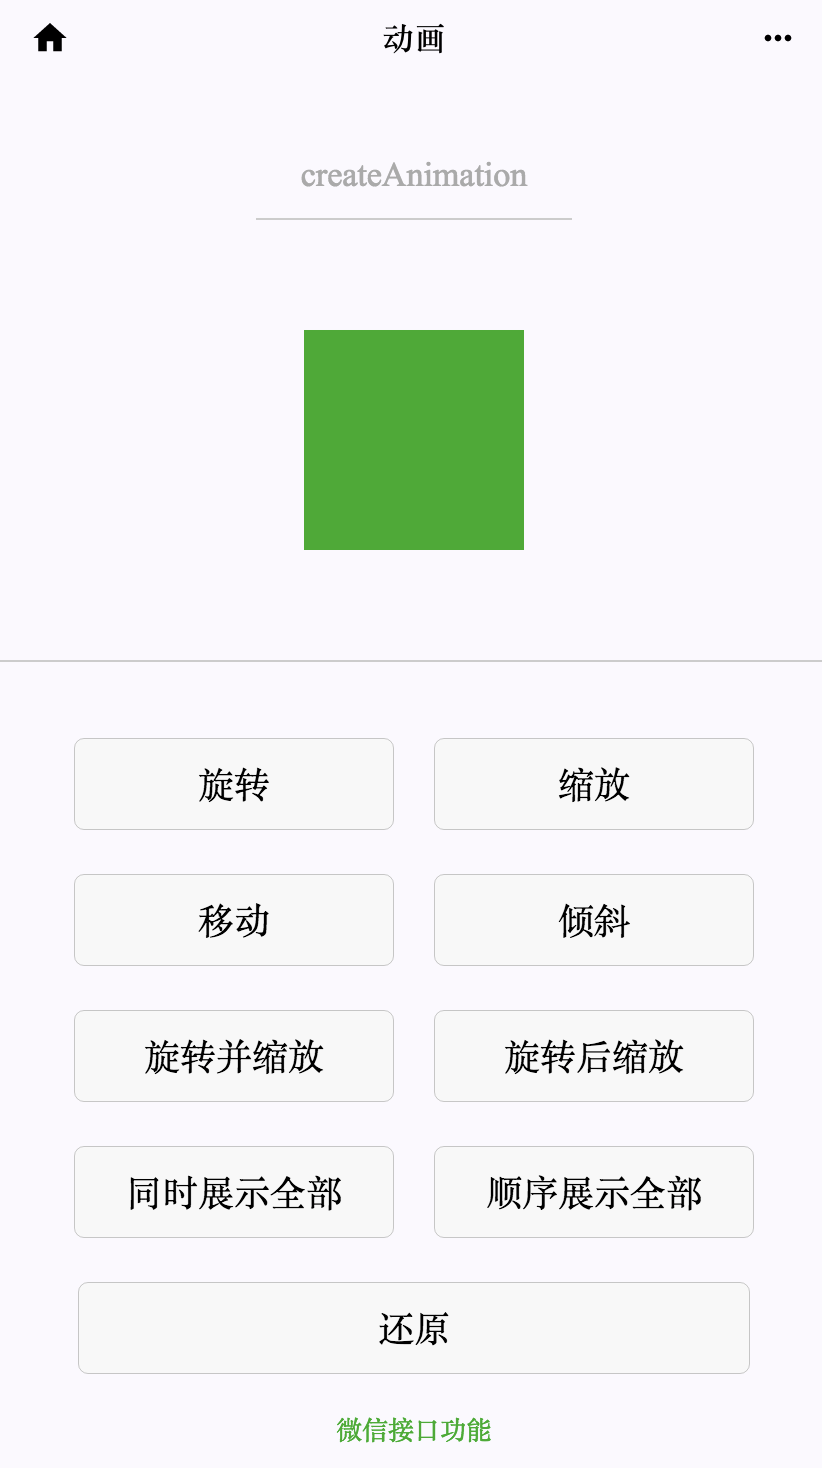 动画
createAnimation
旋转
缩放
移动
倾斜
旋转并缩放
旋转后缩放
同时展示全部
顺序展示全部
还原
微信接口功能